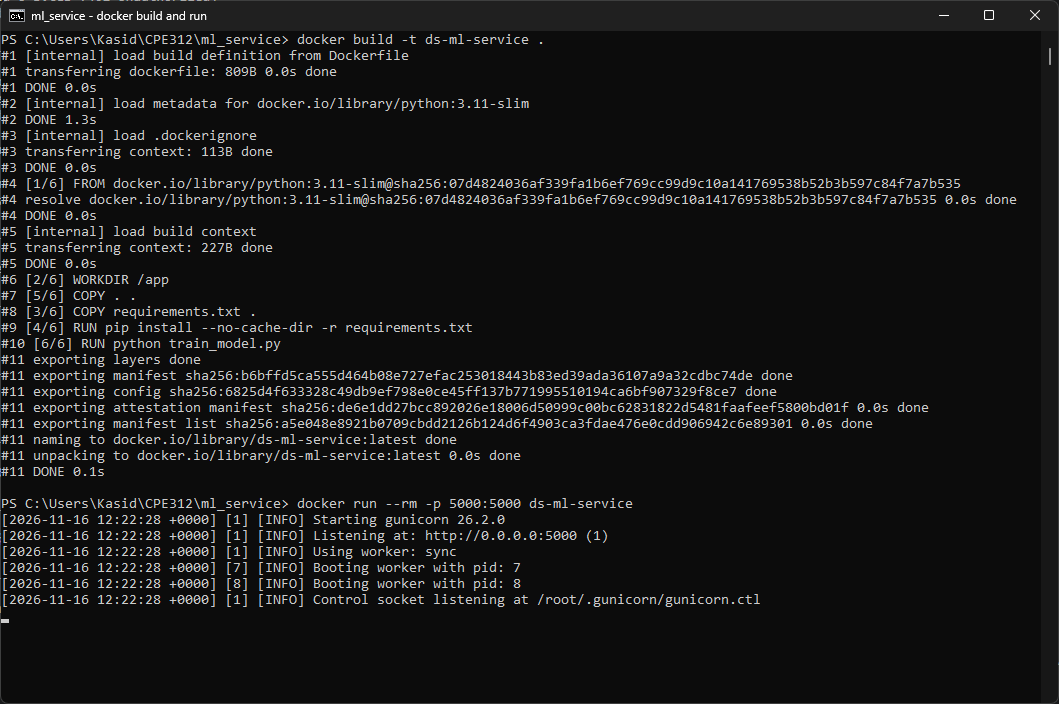 ml_service - docker build and run
PS C:\Users\Kasid\CPE312\ml_service> docker build -t ds-ml-service .
#1 [internal] load build definition from Dockerfile
#1 transferring dockerfile: 809B 0.0s done
#1 DONE 0.0s
#2 [internal] load metadata for docker.io/library/python:3.11-slim
#2 DONE 1.3s
#3 [internal] load .dockerignore
#3 transferring context: 113B done
#3 DONE 0.0s
#4 [1/6] FROM docker.io/library/python:3.11-slim@sha256:07d4824036af339fa1b6ef769cc99d9c10a141769538b52b3b597c84f7a7b535
#4 resolve docker.io/library/python:3.11-slim@sha256:07d4824036af339fa1b6ef769cc99d9c10a141769538b52b3b597c84f7a7b535 0.0s done
#4 DONE 0.0s
#5 [internal] load build context
#5 transferring context: 227B done
#5 DONE 0.0s
#6 [2/6] WORKDIR /app
#7 [5/6] COPY . .
#8 [3/6] COPY requirements.txt .
#9 [4/6] RUN pip install --no-cache-dir -r requirements.txt
#10 [6/6] RUN python train_model.py
#11 exporting layers done
#11 exporting manifest sha256:b6bffd5ca555d464b08e727efac253018443b83ed39ada36107a9a32cdbc74de done
#11 exporting config sha256:6825d4f633328c49db9ef798e0ce45ff137b771995510194ca6bf907329f8ce7 done
#11 exporting attestation manifest sha256:de6e1dd27bcc892026e18006d50999c00bc62831822d5481faafeef5800bd01f 0.0s done
#11 exporting manifest list sha256:a5e048e8921b0709cbdd2126b124d6f4903ca3fdae476e0cdd906942c6e89301 0.0s done
#11 naming to docker.io/library/ds-ml-service:latest done
#11 unpacking to docker.io/library/ds-ml-service:latest 0.0s done
#11 DONE 0.1s
PS C:\Users\Kasid\CPE312\ml_service> docker run --rm -p 5000:5000 ds-ml-service
[2026-11-16 12:22:28 +0000] [1] [INFO] Starting gunicorn 26.2.0
[2026-11-16 12:22:28 +0000] [1] [INFO] Listening at: http://0.0.0.0:5000 (1)
[2026-11-16 12:22:28 +0000] [1] [INFO] Using worker: sync
[2026-11-16 12:22:28 +0000] [7] [INFO] Booting worker with pid: 7
[2026-11-16 12:22:28 +0000] [8] [INFO] Booting worker with pid: 8
[2026-11-16 12:22:28 +0000] [1] [INFO] Control socket listening at /root/.gunicorn/gunicorn.ctl